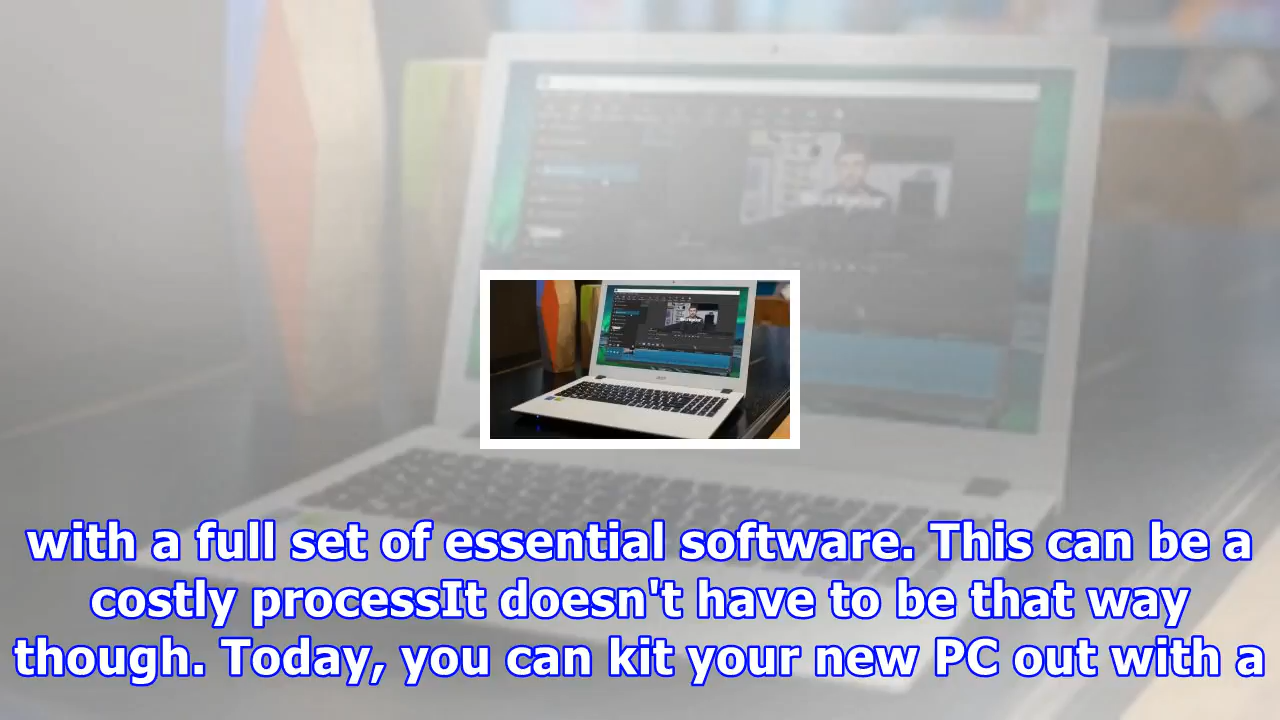 with a full set of essential software. This can be a
costly processIt doesn't have to be that way
though. Today, you can kit your new PC out with a